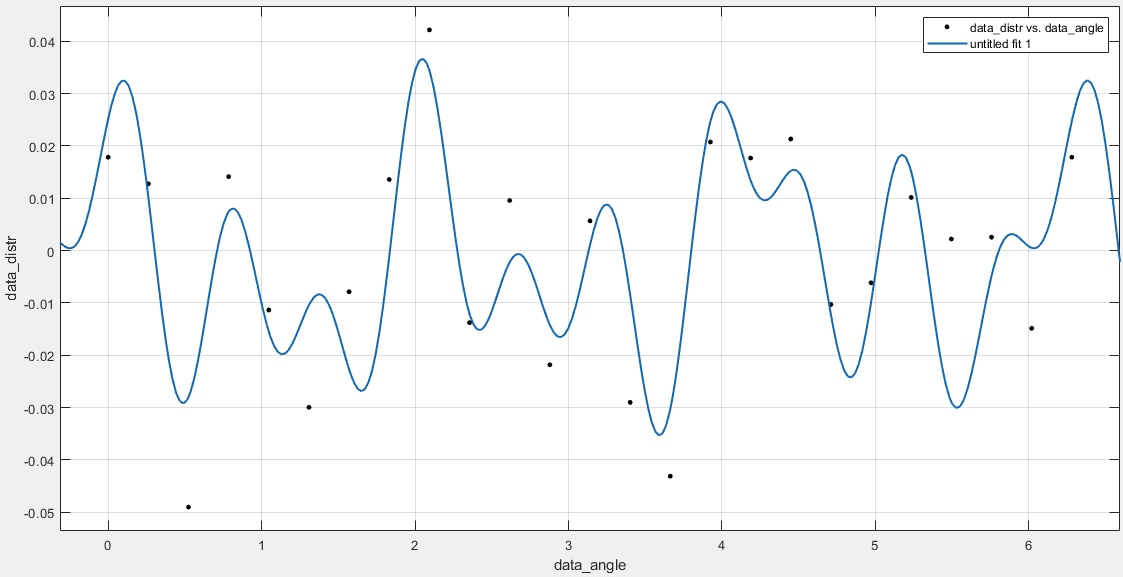 data_distr vs. data_angle
untitled fit 1
0.04
0.03
0.02
0.01
0
-0.01
-0.02
-0.03
-0.04
-0.05
data_distr
0 1 2 3 4 5 6
data_angle